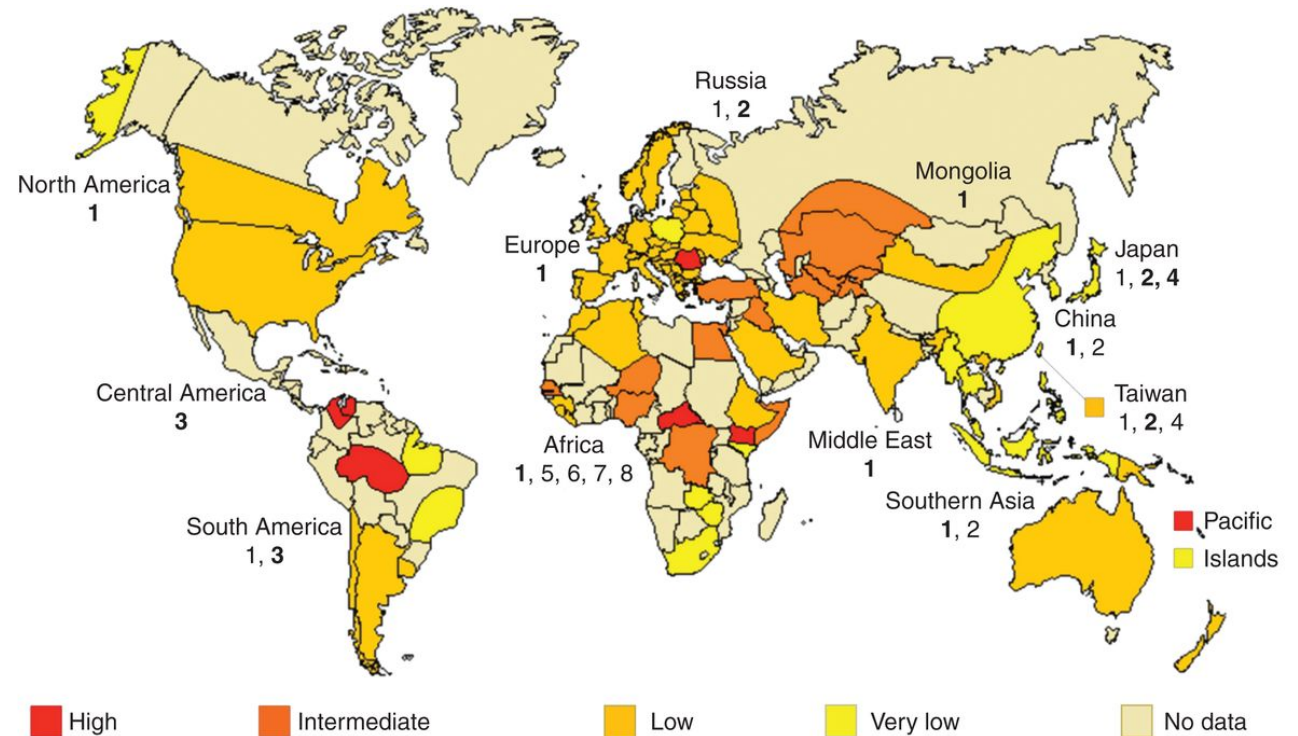 Russia
1, 2
North America
1
Mongolia
1
Europe
1
Japan
1, 2, 4
China
1, 2
Central America
3
Taiwan
1, 2, 4
Africa
1, 5, 6, 7, 8
Middle East
1
Southern Asia
1, 2
South America
1, 3
Pacific
Islands
High
Intermediate
Low
Very low
No data